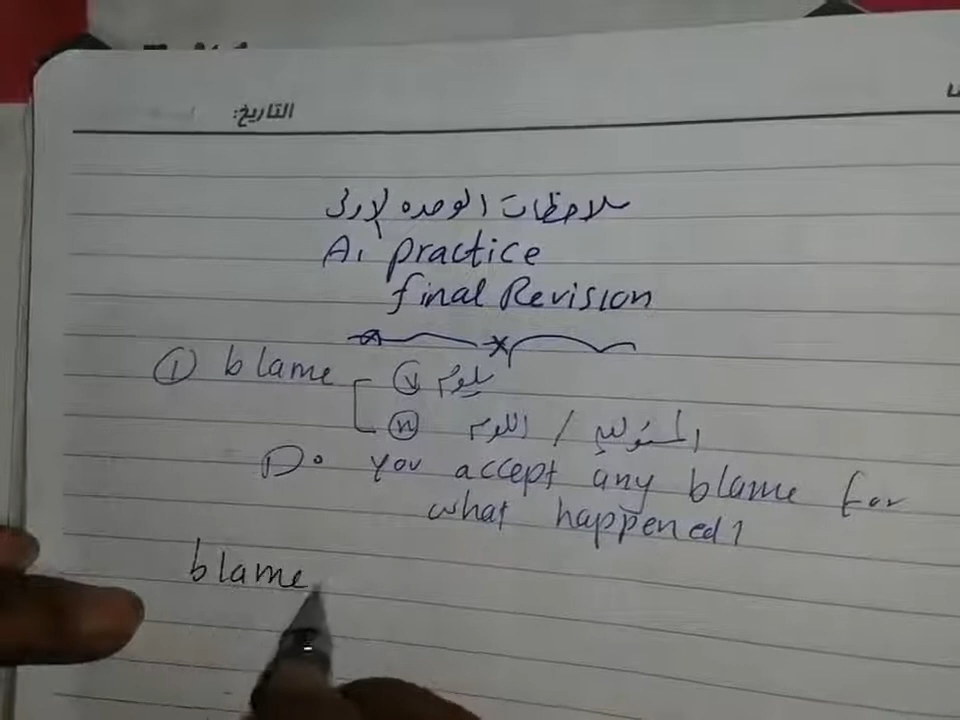 التاريخ:
ملاحظات الوحده الاولى
A1 practice
final Revision
① blame ⓥ يلوم
ⓝ اللوم / المسئولية
Do you accept any blame for
what happened?
blame